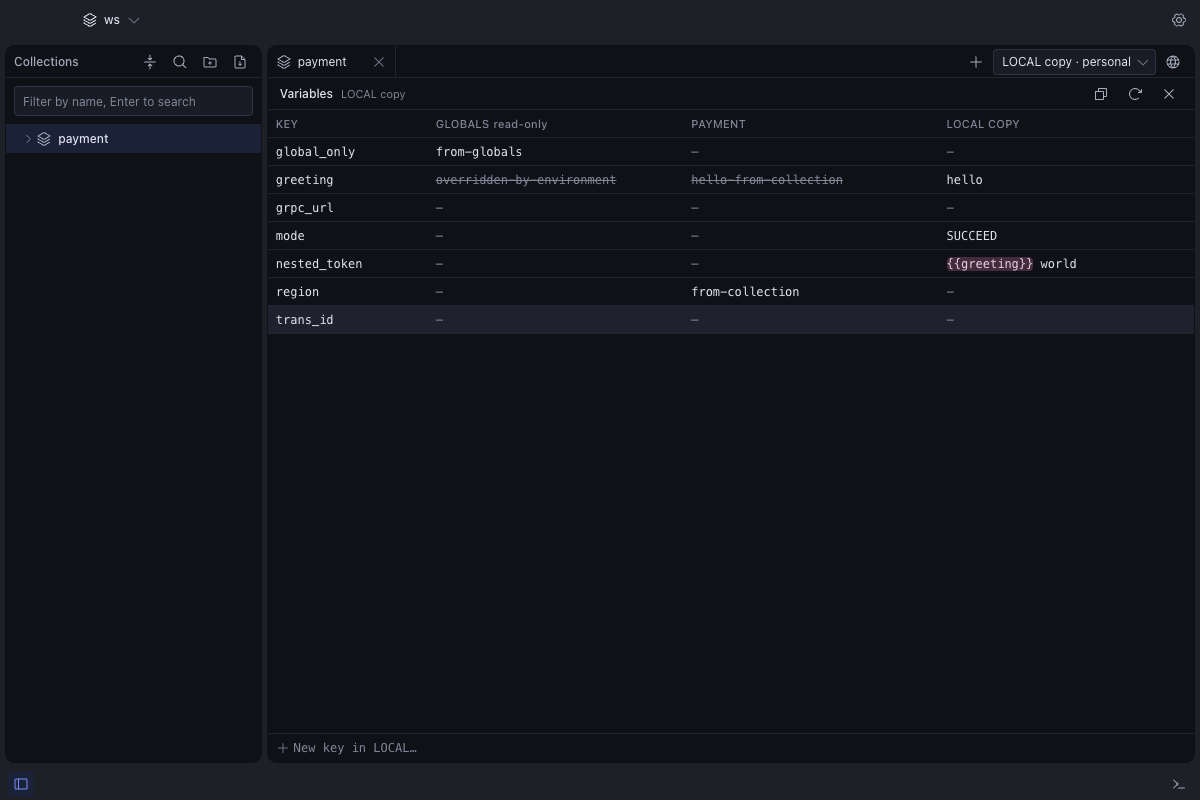 ws
Collections
payment
LOCAL copy · personal
Filter by name, Enter to search
payment
Variables LOCAL copy
KEY GLOBALS read-only PAYMENT LOCAL COPY
global_only from-globals — —
greeting overridden-by-environment hello-from-collection hello
grpc_url — — —
mode — — SUCCEED
nested_token — — {{greeting}} world
region — from-collection —
trans_id — — —
New key in LOCAL…